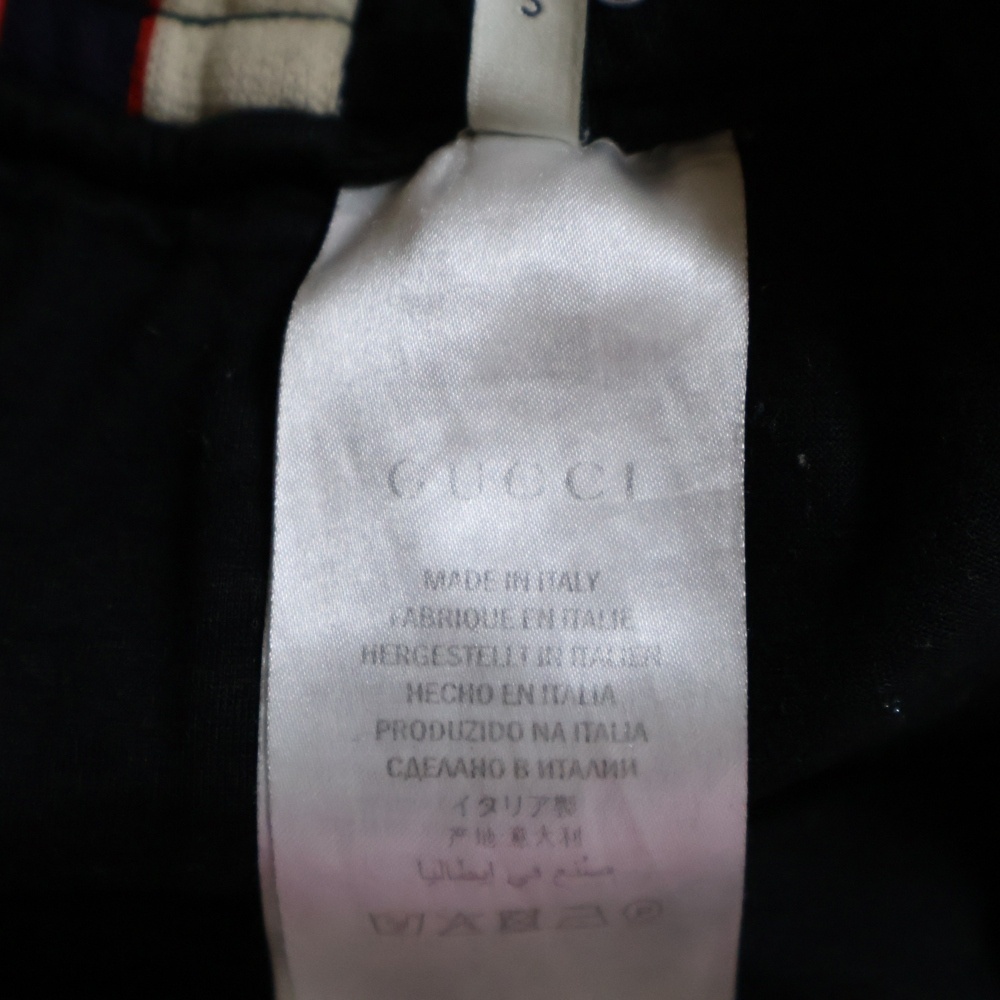 S
GUCCI
MADE IN ITALY
FABRIQUE EN ITALIE
HERGESTELLT IN ITALIEN
HECHO EN ITALIA
PRODUZIDO NA ITALIA
СДЕЛАНО В ИТАЛИИ
イタリア製
产地:意大利
صنع في إيطاليا